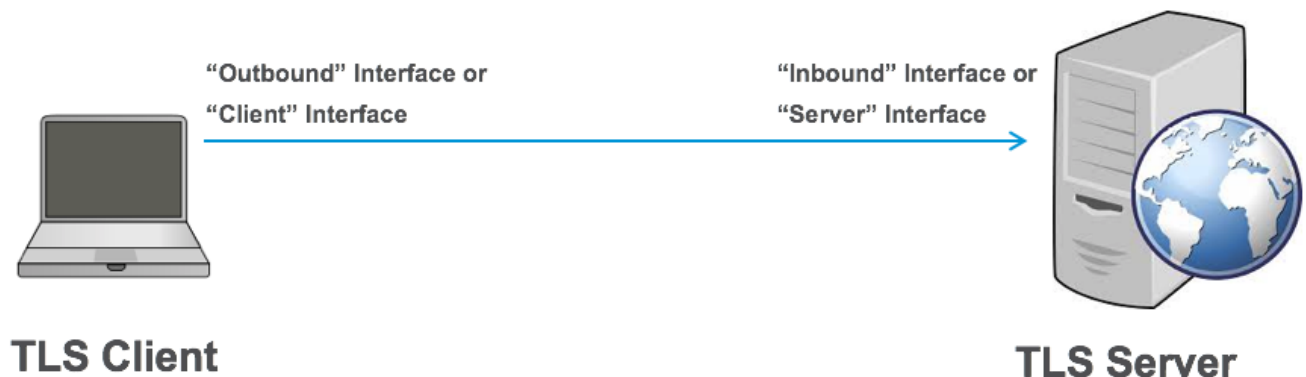 “Outbound” Interface or
“Client” Interface
“Inbound” Interface or
“Server” Interface
TLS Client
TLS Server